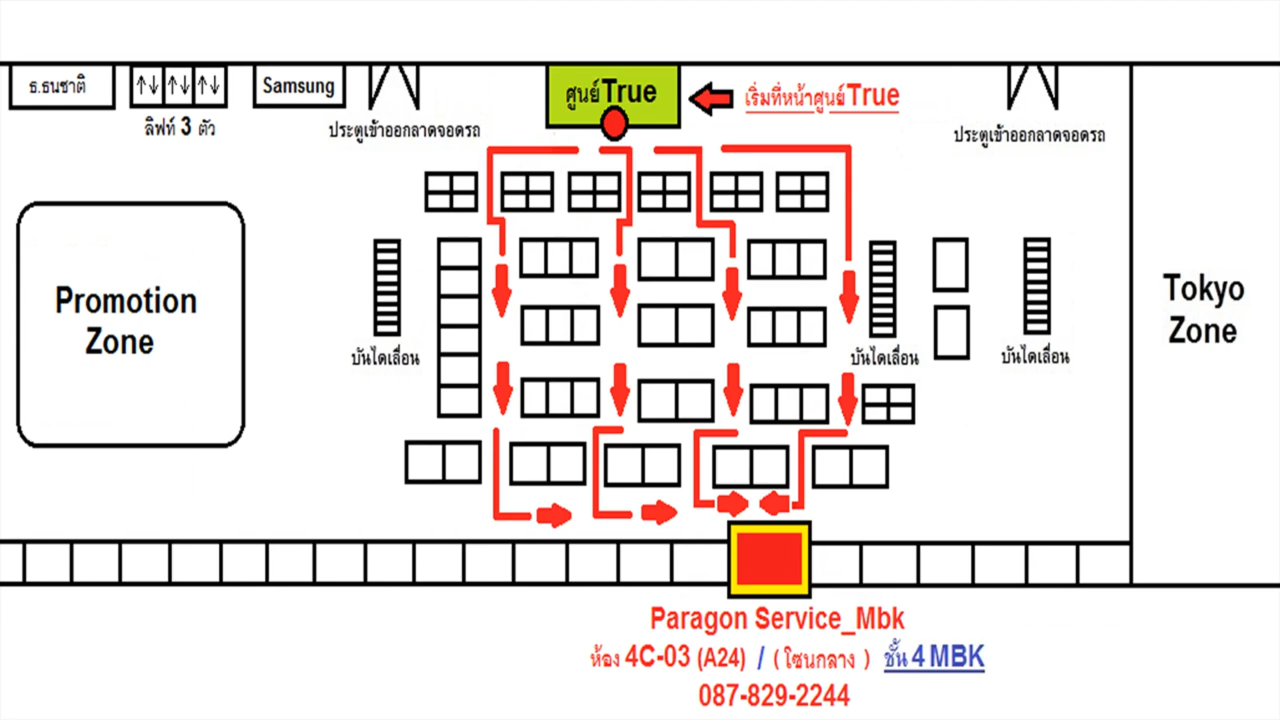 ธ.ธนชาติ
Samsung
ศูนย์ True
เริ่มที่หน้าศูนย์ True
ลิฟท์ 3 ตัว
ประตูเข้าออกลาดจอดรถ
ประตูเข้าออกลาดจอดรถ
Promotion
Zone
Tokyo
Zone
บันไดเลื่อน
บันไดเลื่อน
บันไดเลื่อน
Paragon Service_Mbk
ห้อง 4C-03 (A24) / ( โซนกลาง ) ชั้น 4 MBK
087-829-2244